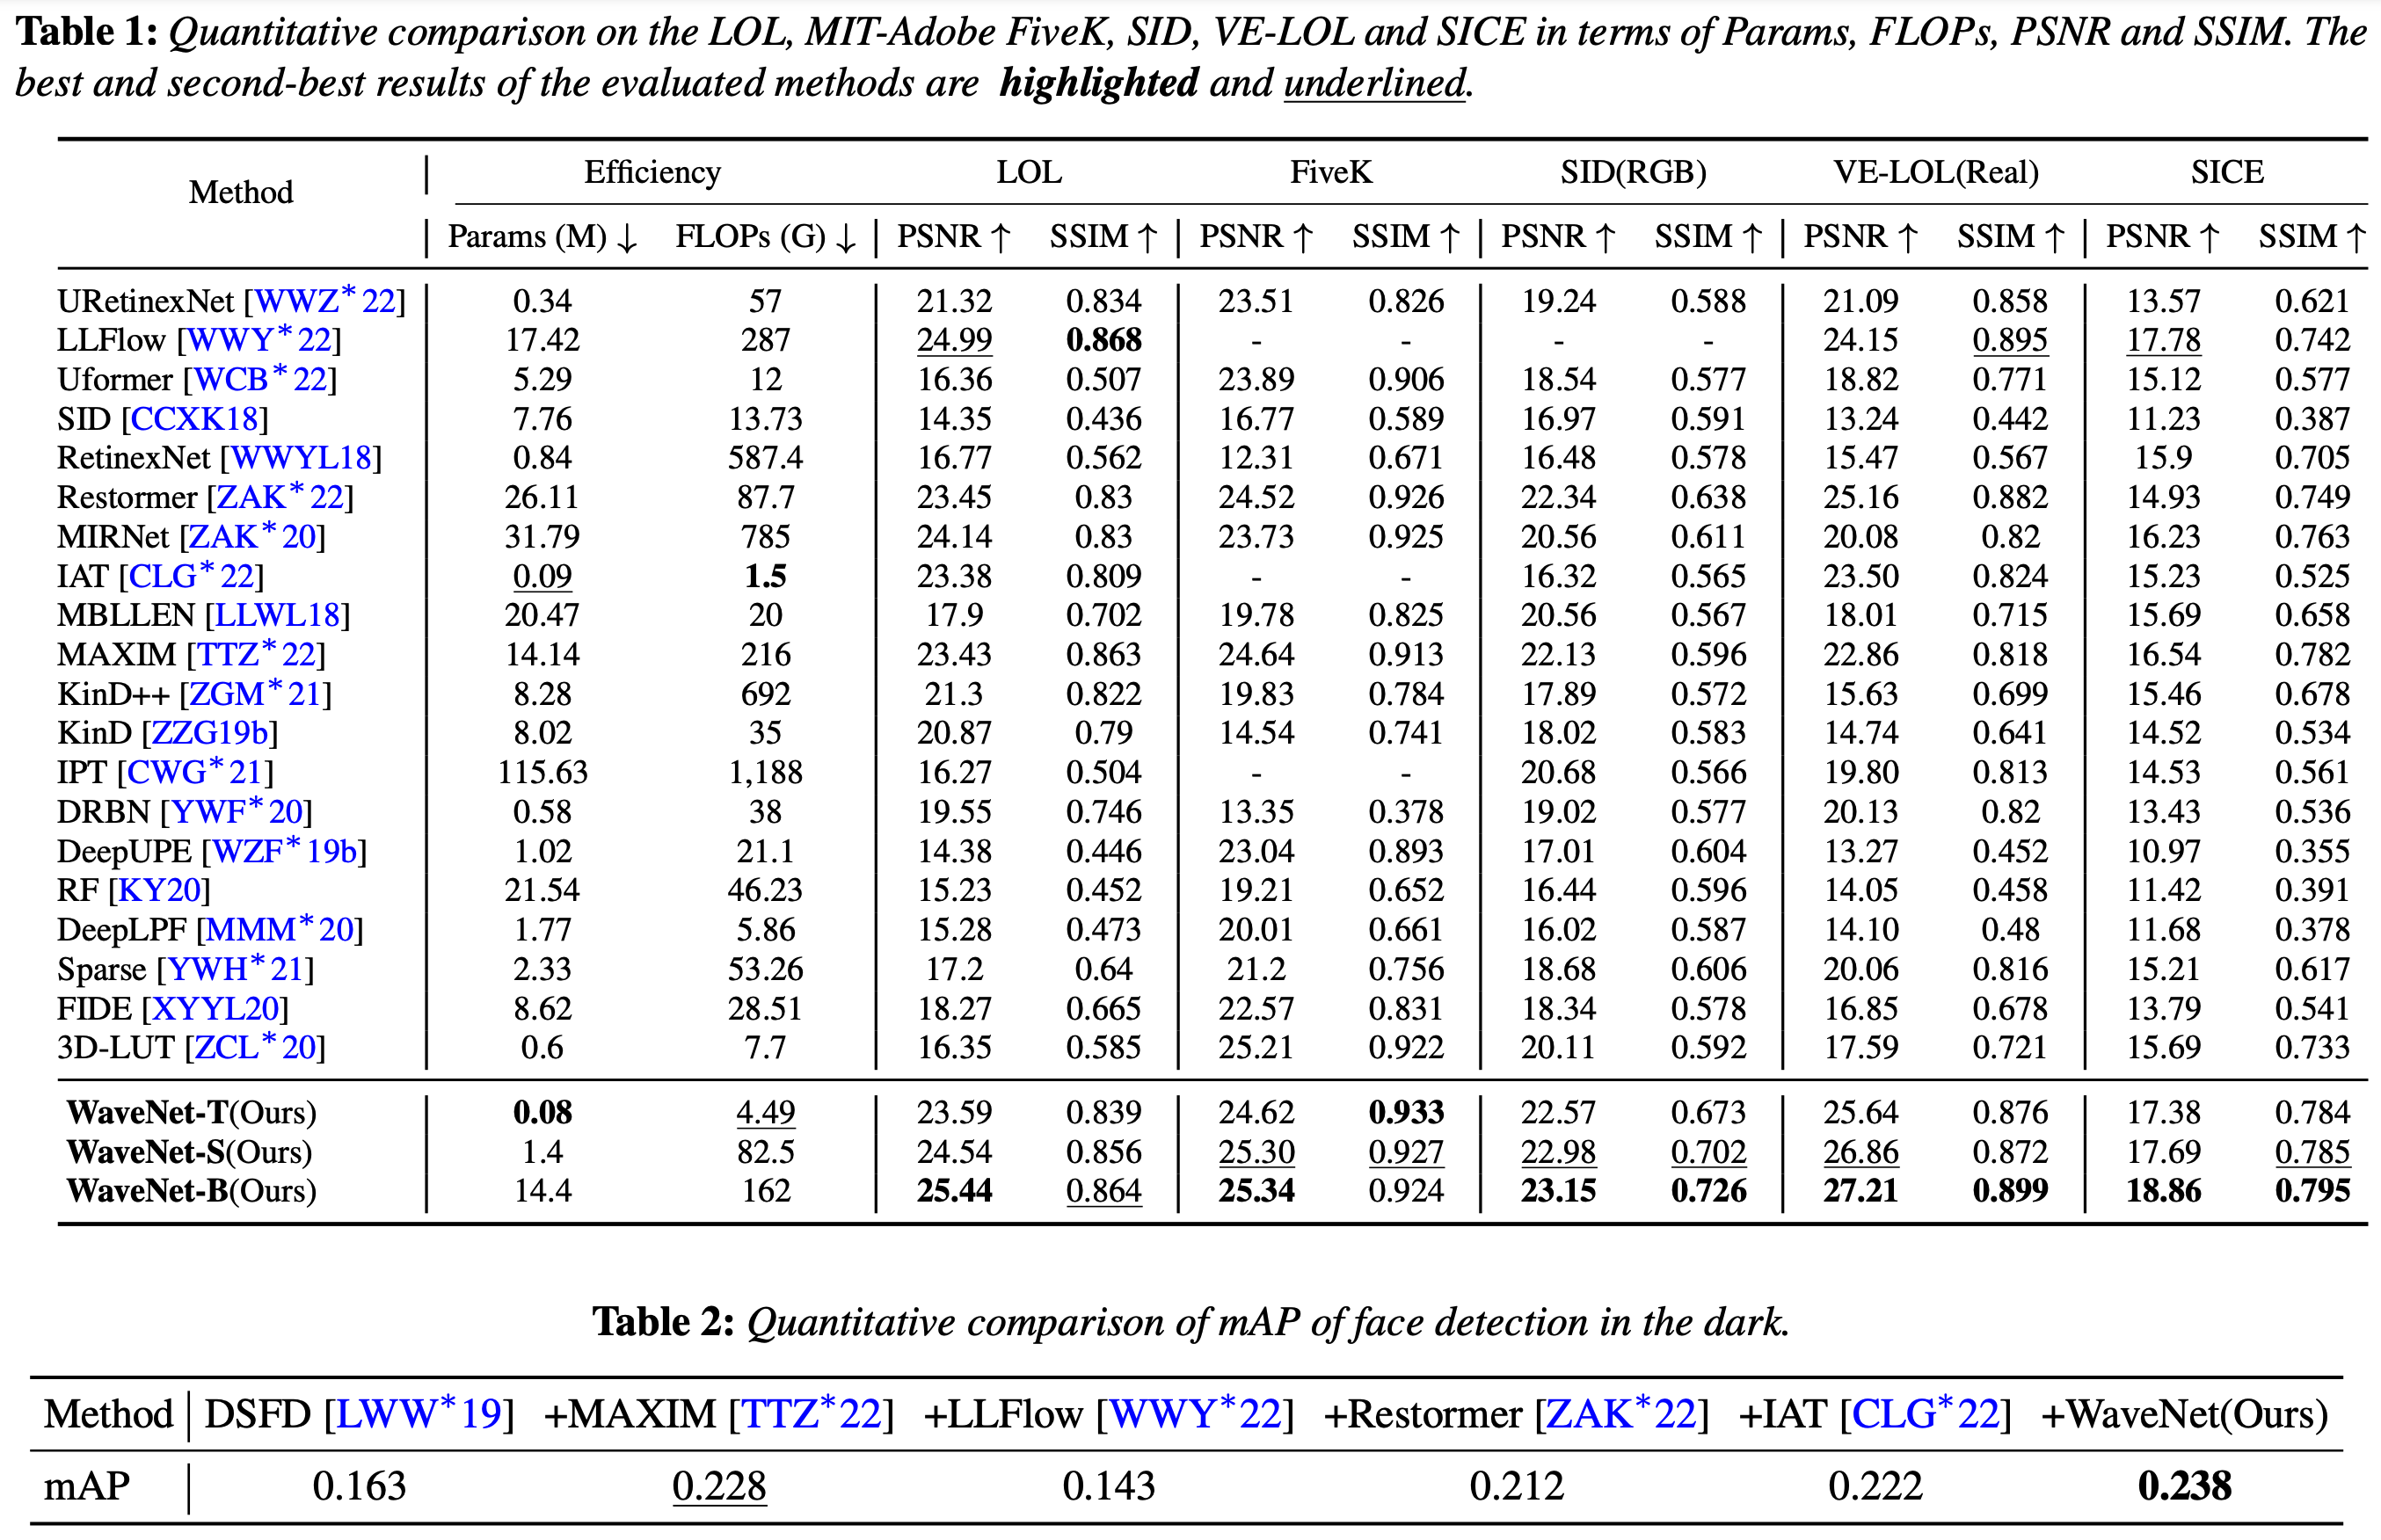 Table 1: Quantitative comparison on the LOL, MIT-Adobe FiveK, SID, VE-LOL and SICE in terms of Params, FLOPs, PSNR and SSIM. The
best and second-best results of the evaluated methods are highlighted and underlined.
Method Efficiency LOL FiveK SID(RGB) VE-LOL(Real) SICE
Params (M) ↓ FLOPs (G) ↓ PSNR ↑ SSIM ↑ PSNR ↑ SSIM ↑ PSNR ↑ SSIM ↑ PSNR ↑ SSIM ↑ PSNR ↑ SSIM ↑
URetinexNet [WWZ*22] 0.34 57 21.32 0.834 23.51 0.826 19.24 0.588 21.09 0.858 13.57 0.621
LLFlow [WWY*22] 17.42 287 24.99 0.868 - - - - 24.15 0.895 17.78 0.742
Uformer [WCB*22] 5.29 12 16.36 0.507 23.89 0.906 18.54 0.577 18.82 0.771 15.12 0.577
SID [CCXK18] 7.76 13.73 14.35 0.436 16.77 0.589 16.97 0.591 13.24 0.442 11.23 0.387
RetinexNet [WWYL18] 0.84 587.4 16.77 0.562 12.31 0.671 16.48 0.578 15.47 0.567 15.9 0.705
Restormer [ZAK*22] 26.11 87.7 23.45 0.83 24.52 0.926 22.34 0.638 25.16 0.882 14.93 0.749
MIRNet [ZAK*20] 31.79 785 24.14 0.83 23.73 0.925 20.56 0.611 20.08 0.82 16.23 0.763
IAT [CLG*22] 0.09 1.5 23.38 0.809 - - 16.32 0.565 23.50 0.824 15.23 0.525
MBLLEN [LLWL18] 20.47 20 17.9 0.702 19.78 0.825 20.56 0.567 18.01 0.715 15.69 0.658
MAXIM [TTZ*22] 14.14 216 23.43 0.863 24.64 0.913 22.13 0.596 22.86 0.818 16.54 0.782
KinD++ [ZGM*21] 8.28 692 21.3 0.822 19.83 0.784 17.89 0.572 15.63 0.699 15.46 0.678
KinD [ZZG19b] 8.02 35 20.87 0.79 14.54 0.741 18.02 0.583 14.74 0.641 14.52 0.534
IPT [CWG*21] 115.63 1,188 16.27 0.504 - - 20.68 0.566 19.80 0.813 14.53 0.561
DRBN [YWF*20] 0.58 38 19.55 0.746 13.35 0.378 19.02 0.577 20.13 0.82 13.43 0.536
DeepUPE [WZF*19b] 1.02 21.1 14.38 0.446 23.04 0.893 17.01 0.604 13.27 0.452 10.97 0.355
RF [KY20] 21.54 46.23 15.23 0.452 19.21 0.652 16.44 0.596 14.05 0.458 11.42 0.391
DeepLPF [MMM*20] 1.77 5.86 15.28 0.473 20.01 0.661 16.02 0.587 14.10 0.48 11.68 0.378
Sparse [YWH*21] 2.33 53.26 17.2 0.64 21.2 0.756 18.68 0.606 20.06 0.816 15.21 0.617
FIDE [XYYL20] 8.62 28.51 18.27 0.665 22.57 0.831 18.34 0.578 16.85 0.678 13.79 0.541
3D-LUT [ZCL*20] 0.6 7.7 16.35 0.585 25.21 0.922 20.11 0.592 17.59 0.721 15.69 0.733
WaveNet-T(Ours) 0.08 4.49 23.59 0.839 24.62 0.933 22.57 0.673 25.64 0.876 17.38 0.784
WaveNet-S(Ours) 1.4 82.5 24.54 0.856 25.30 0.927 22.98 0.702 26.86 0.872 17.69 0.785
WaveNet-B(Ours) 14.4 162 25.44 0.864 25.34 0.924 23.15 0.726 27.21 0.899 18.86 0.795
Table 2: Quantitative comparison of mAP of face detection in the dark.
Method DSFD [LWW*19] +MAXIM [TTZ*22] +LLFlow [WWY*22] +Restormer [ZAK*22] +IAT [CLG*22] +WaveNet(Ours)
mAP 0.163 0.228 0.143 0.212 0.222 0.238